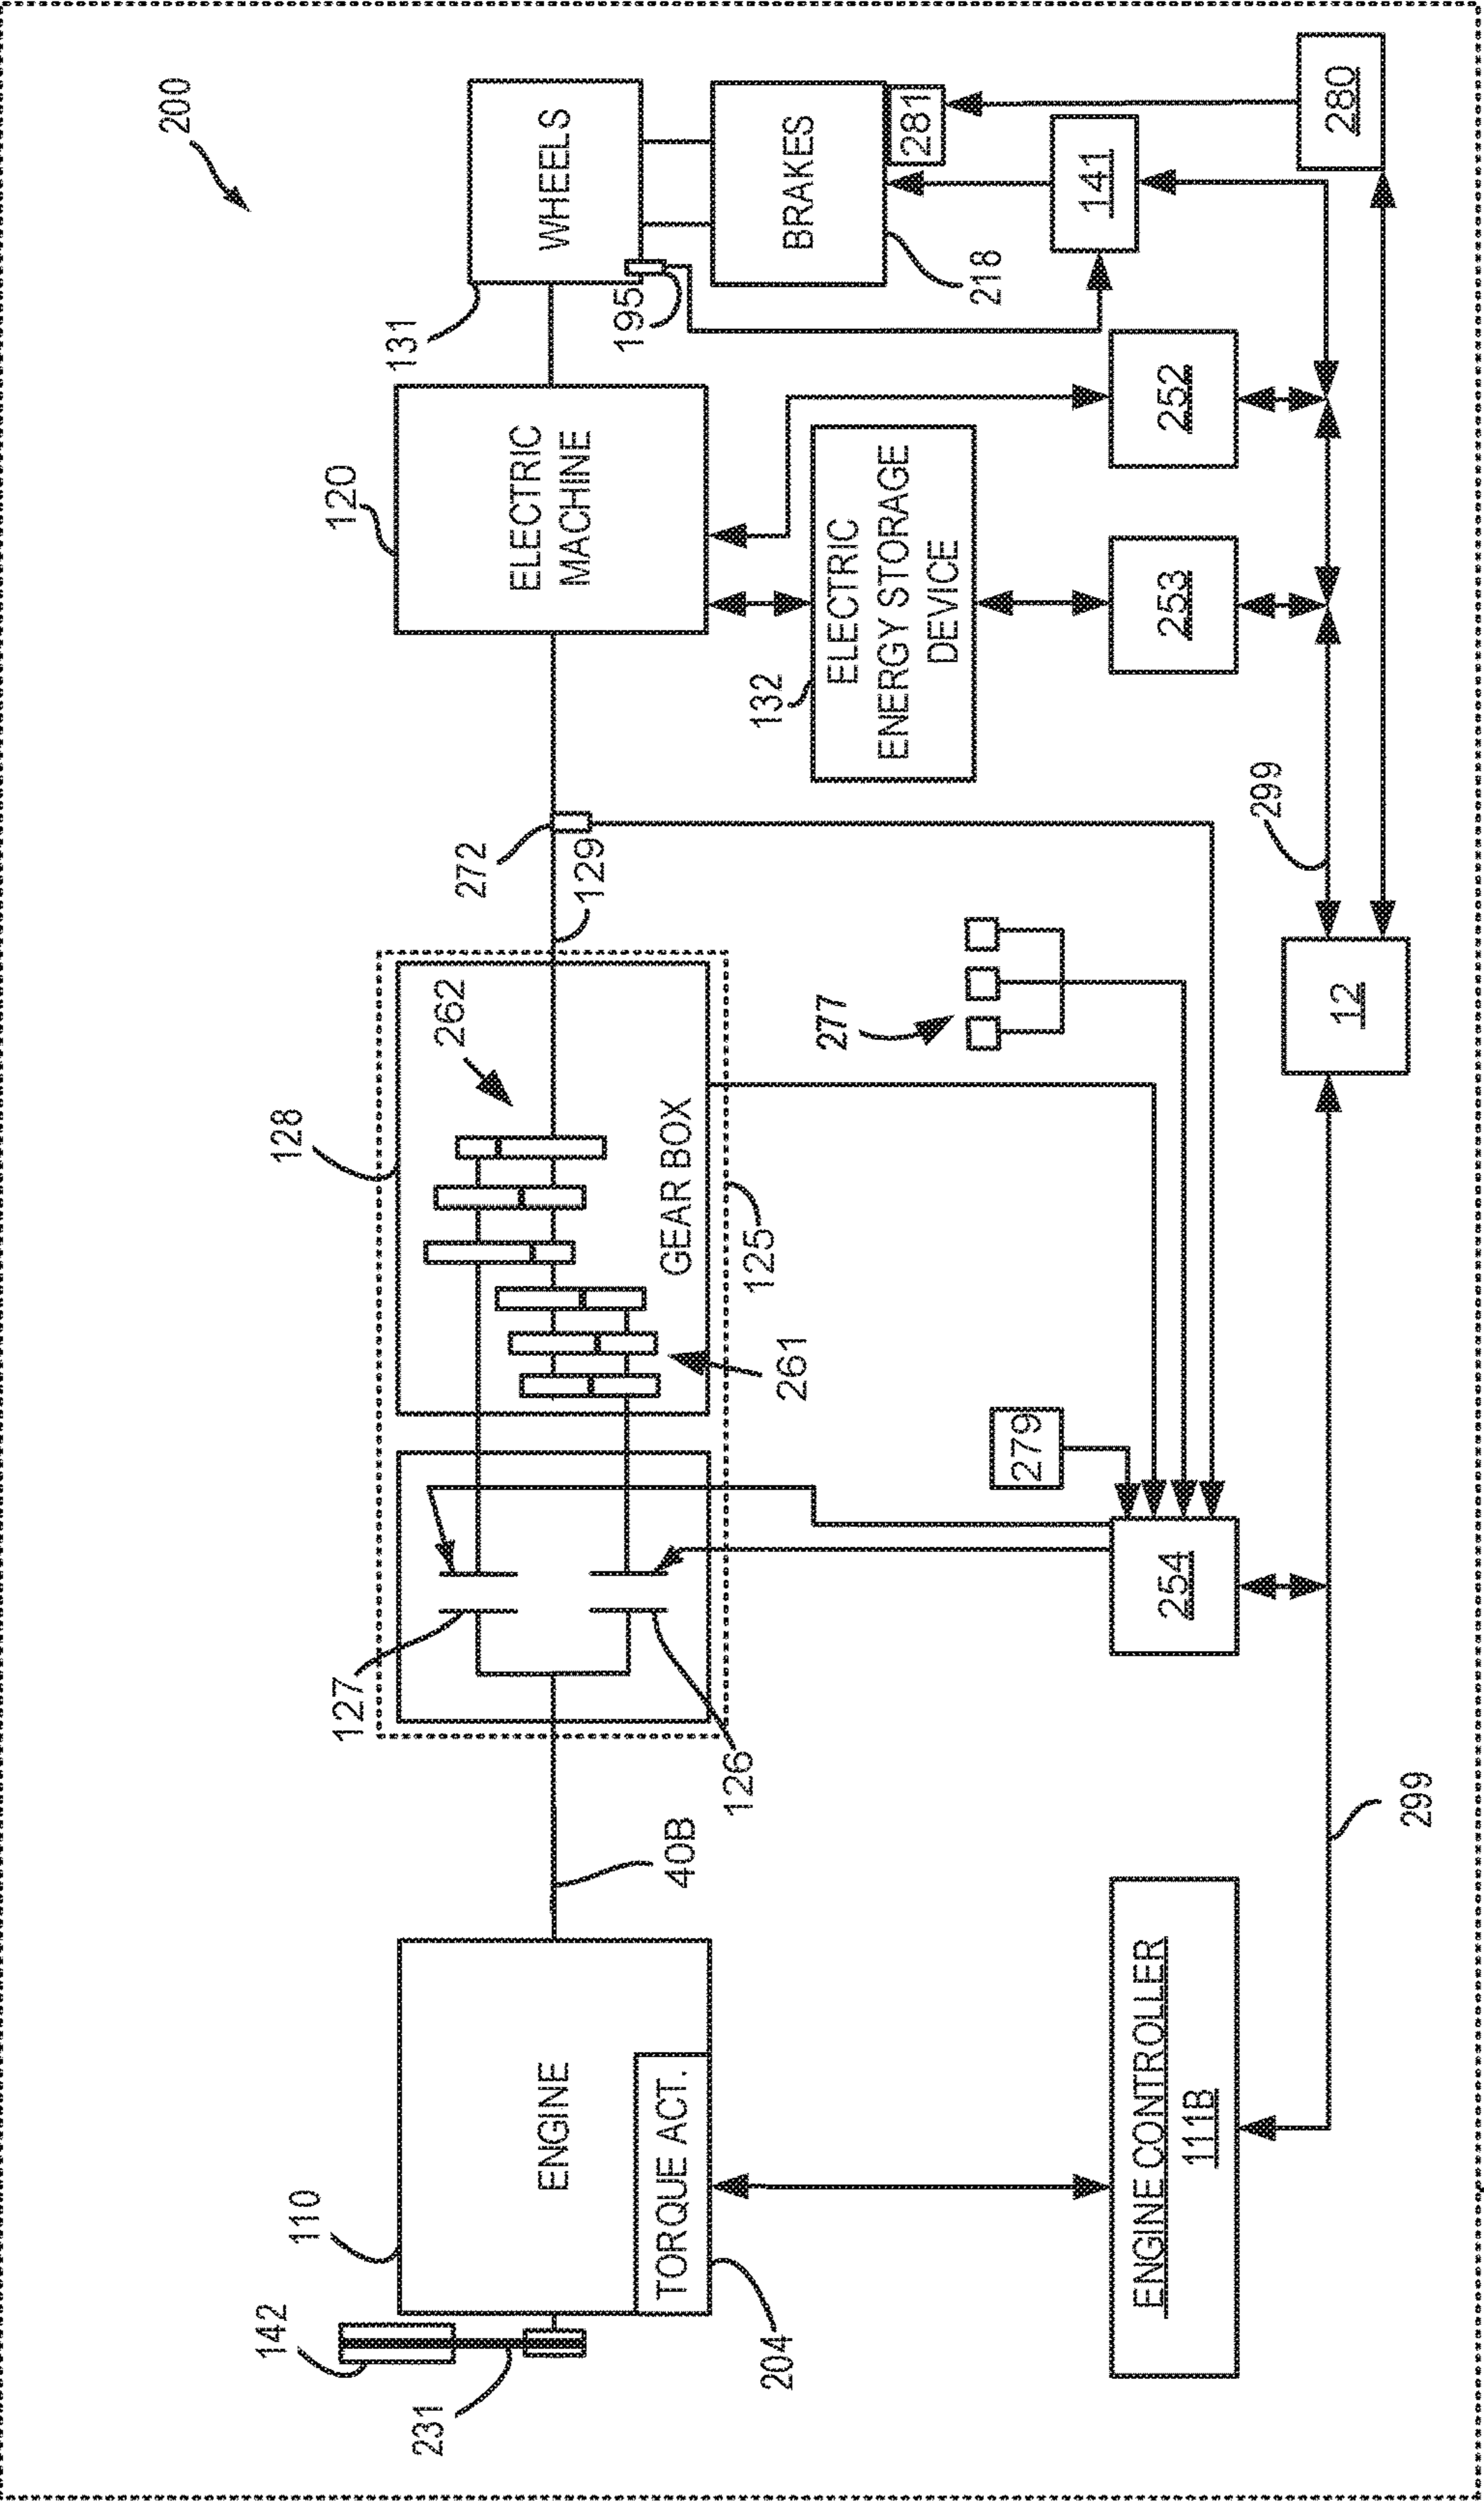 200
142
231
110
ENGINE
TORQUE ACT.
204
40B
127
126
128
262
GEAR BOX
261
125
272
129
120
ELECTRIC
MACHINE
131
WHEELS
195
BRAKES
218
281
132
ELECTRIC
ENERGY STORAGE
DEVICE
277
279
141
280
ENGINE CONTROLLER
111B
254
253
252
12
299
299